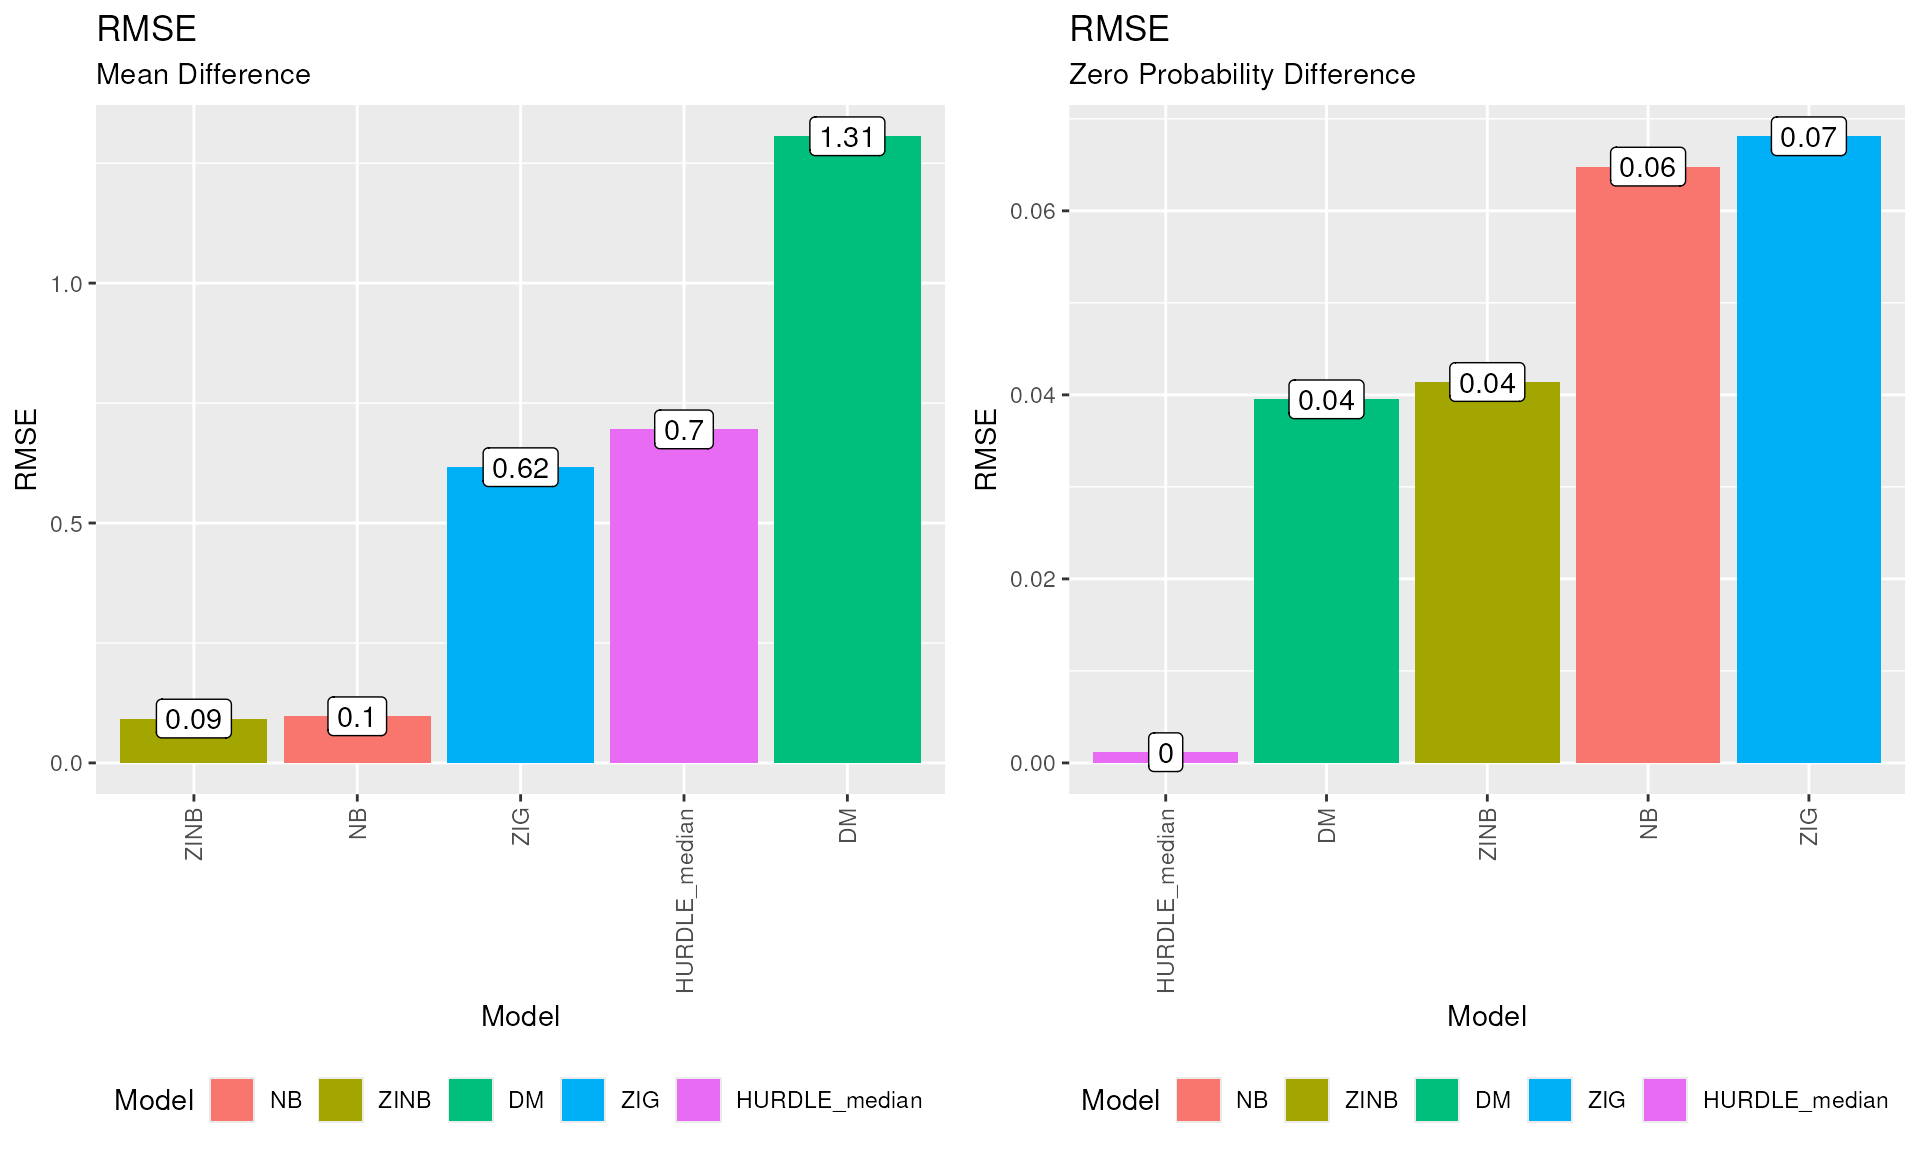 RMSE
Mean Difference
RMSE
1.0
0.5
0.0
0.09
0.1
0.62
0.7
1.31
ZINB
NB
ZIG
HURDLE_median
DM
Model
Model NB ZINB DM ZIG HURDLE_median
RMSE
Zero Probability Difference
RMSE
0.06
0.04
0.02
0.00
0
0.04
0.04
0.06
0.07
HURDLE_median
DM
ZINB
NB
ZIG
Model
Model NB ZINB DM ZIG HURDLE_median